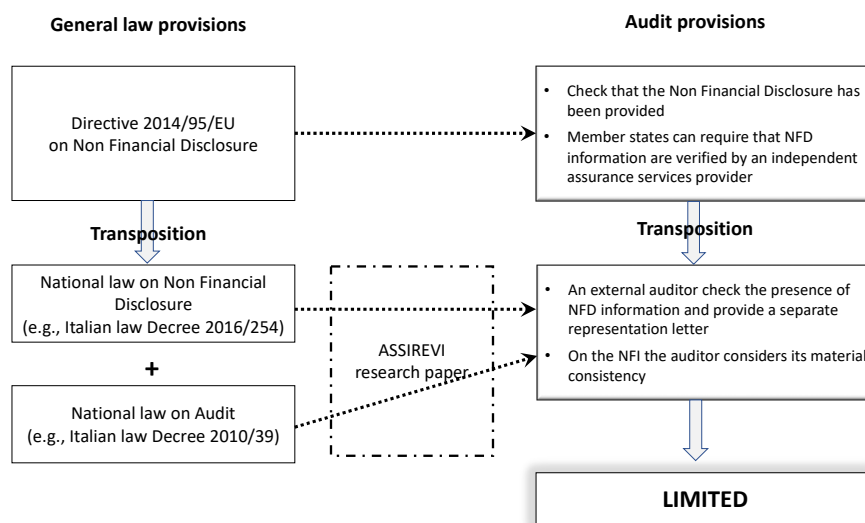 General law provisions
Audit provisions
Directive 2014/95/EU
on Non Financial Disclosure
• Check that the Non Financial Disclosure has
been provided
• Member states can require that NFD
information are verified by an independent
assurance services provider
Transposition
Transposition
National law on Non Financial
Disclosure
(e.g., Italian law Decree 2016/254)
+
National law on Audit
(e.g., Italian law Decree 2010/39)
ASSIREVI
research paper
• An external auditor check the presence of
NFD information and provide a separate
representation letter
• On the NFI the auditor considers its material
consistency
LIMITED